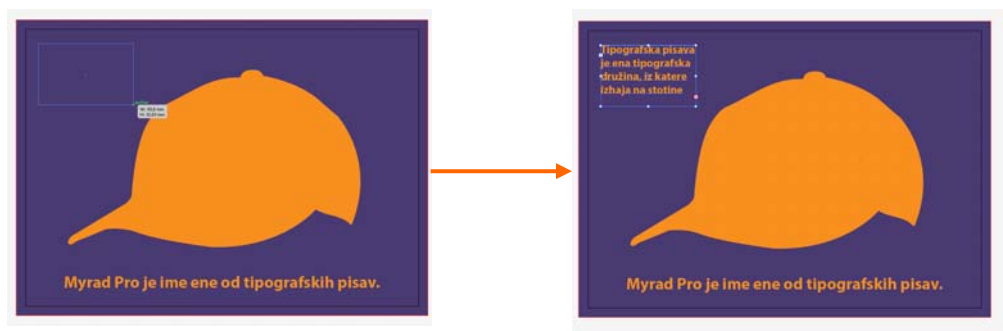 Myrad Pro je ime ene od tipografskih pisav.
Tipografska pisava
je ena tipografska
družina, iz katere
izhaja na stotine
Myrad Pro je ime ene od tipografskih pisav.